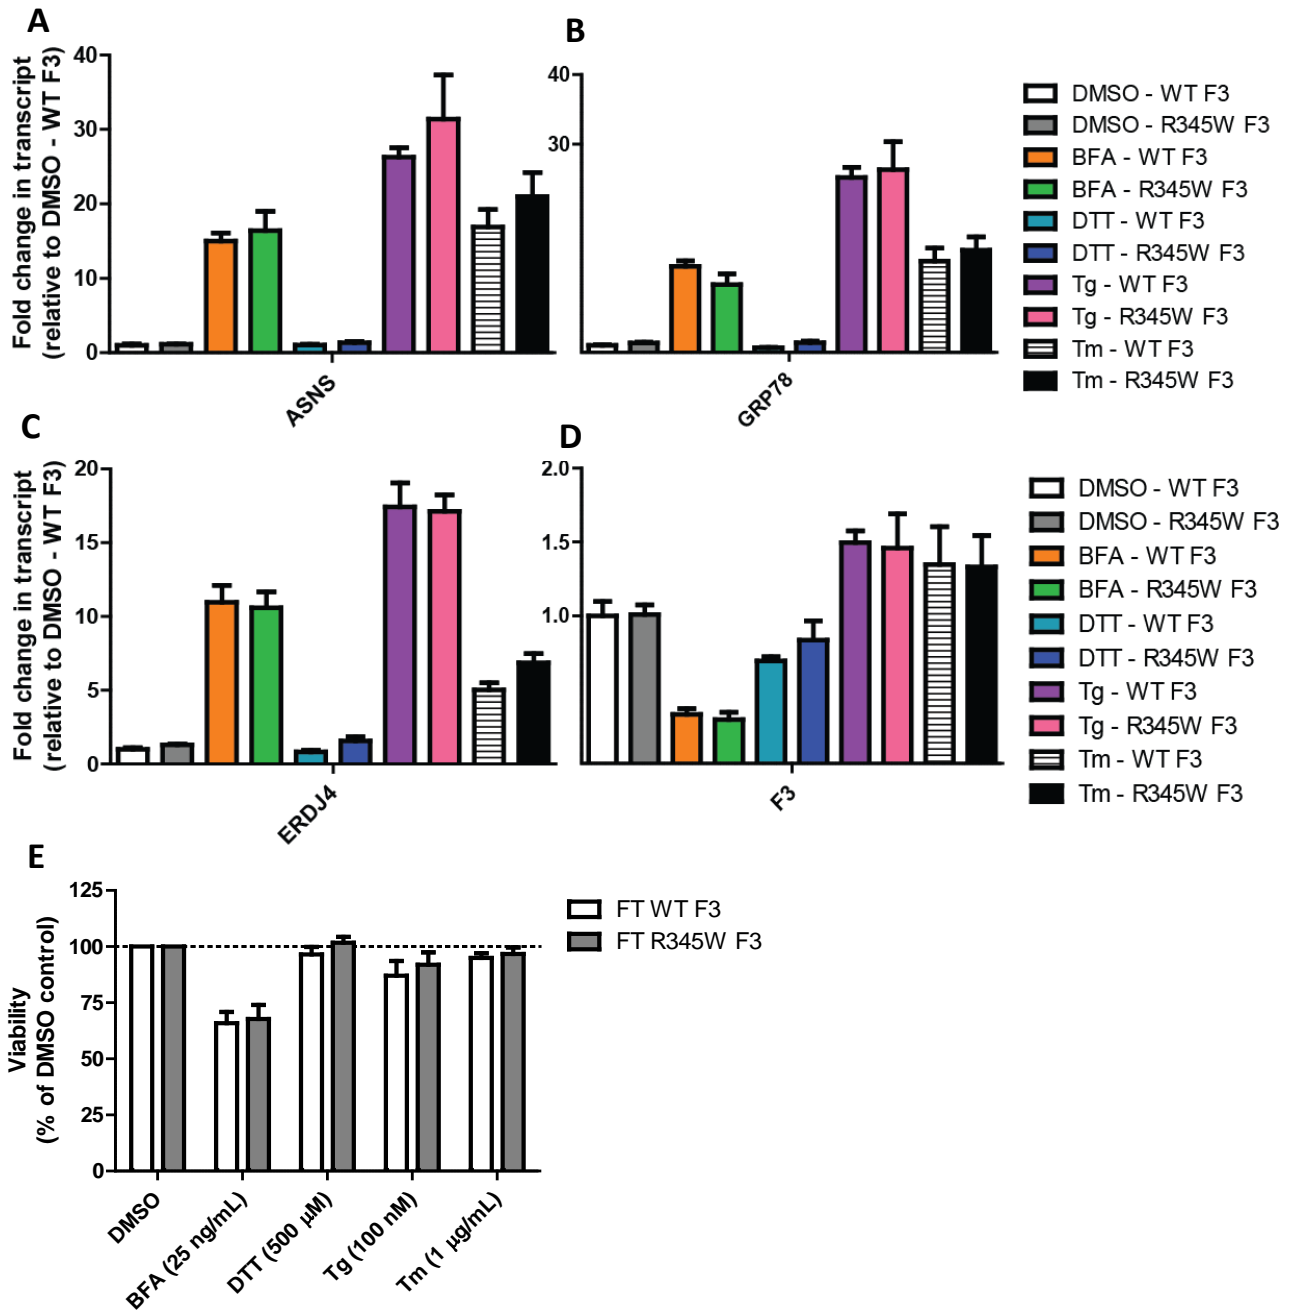 A
B
Fold change in transcript
(relative to DMSO - WT F3)
40
30
20
10
0
ASNS
40
30
GRP78
DMSO - WT F3
DMSO - R345W F3
BFA - WT F3
BFA - R345W F3
DTT - WT F3
DTT - R345W F3
Tg - WT F3
Tg - R345W F3
Tm - WT F3
Tm - R345W F3
C
D
Fold change in transcript
(relative to DMSO - WT F3)
20
15
10
5
0
ERDJ4
2.0
1.5
1.0
F3
DMSO - WT F3
DMSO - R345W F3
BFA - WT F3
BFA - R345W F3
DTT - WT F3
DTT - R345W F3
Tg - WT F3
Tg - R345W F3
Tm - WT F3
Tm - R345W F3
E
Viability
(% of DMSO control)
125
100
75
50
25
0
DMSO
BFA (25 ng/mL)
DTT (500 μM)
Tg (100 nM)
Tm (1 μg/mL)
FT WT F3
FT R345W F3